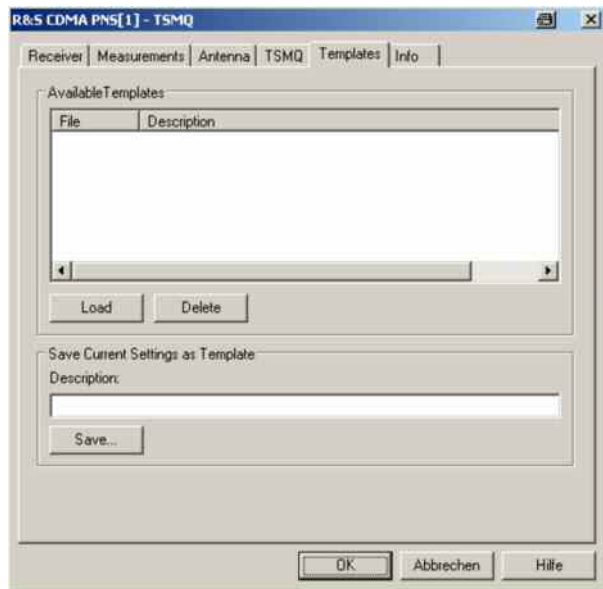 R&S CDMA PNS[1] - TSMQ
Receiver Measurements Antenna TSMQ Templates Info
AvailableTemplates
File Description
Load Delete
Save Current Settings as Template
Description:
Save...
OK Abbrechen Hilfe